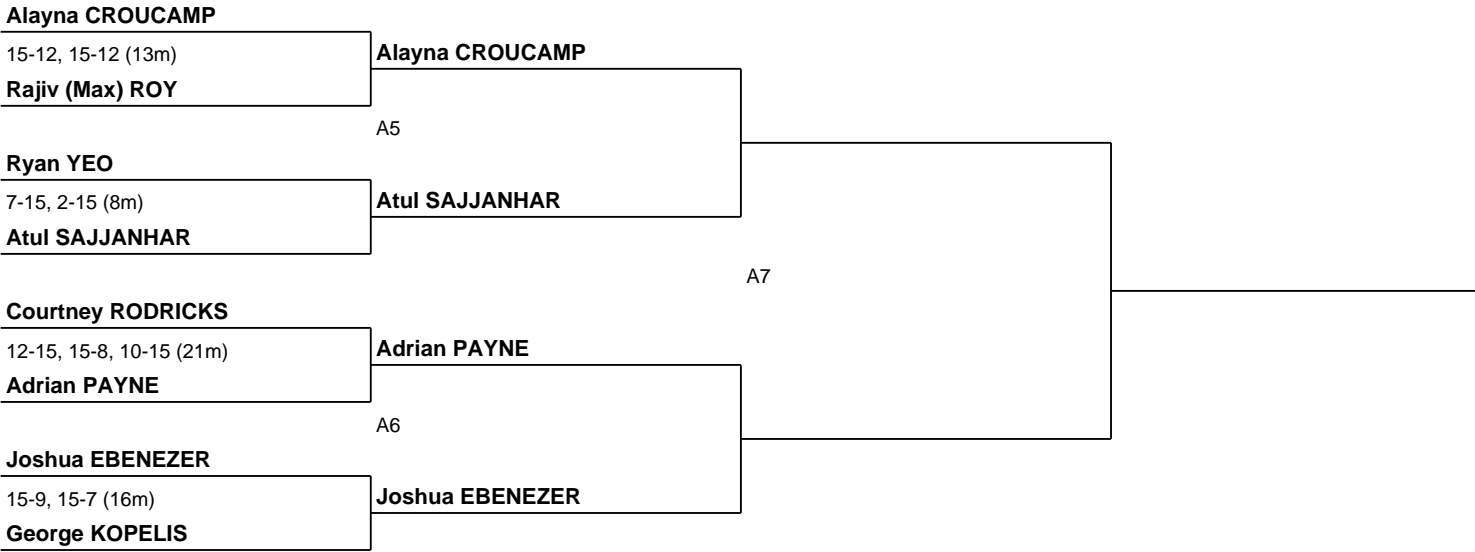 Alayna CROUCAMP
15-12, 15-12 (13m)
Alayna CROUCAMP
Rajiv (Max) ROY
A5
Ryan YEO
7-15, 2-15 (8m)
Atul SAJJANHAR
Atul SAJJANHAR
A7
Courtney RODRICKS
12-15, 15-8, 10-15 (21m)
Adrian PAYNE
Adrian PAYNE
A6
Joshua EBENEZER
15-9, 15-7 (16m)
Joshua EBENEZER
George KOPELIS